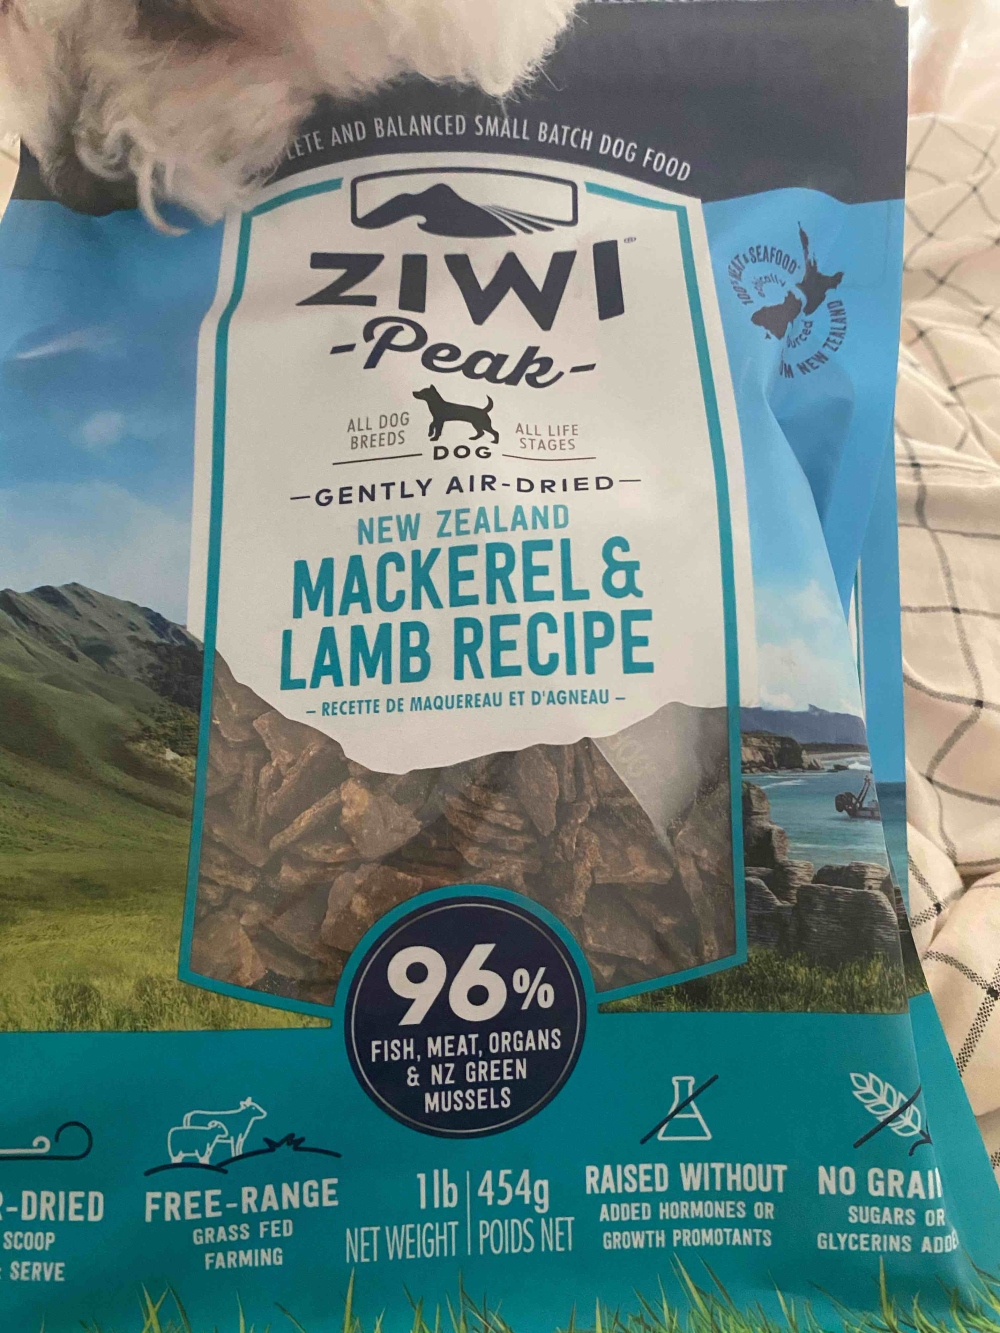 AND BALANCED SMALL BATCH DOG FOOD
100% MEAT & SEAFOOD
NEW ZEALAND
ZIWI
-Peak-
ALL DOG
BREEDS
DOG
ALL LIFE
STAGES
—GENTLY AIR-DRIED—
NEW ZEALAND
MACKEREL &
LAMB RECIPE
– RECETTE DE MAQUEREAU ET D'AGNEAU –
96%
FISH, MEAT, ORGANS
& NZ GREEN
MUSSELS
-DRIED
SCOOP
SERVE
FREE-RANGE
GRASS FED
FARMING
1lb | 454g
NET WEIGHT | POIDS NET
RAISED WITHOUT
ADDED HORMONES OR
GROWTH PROMOTANTS
NO GRAI
SUGARS OR
GLYCERINS ADDE